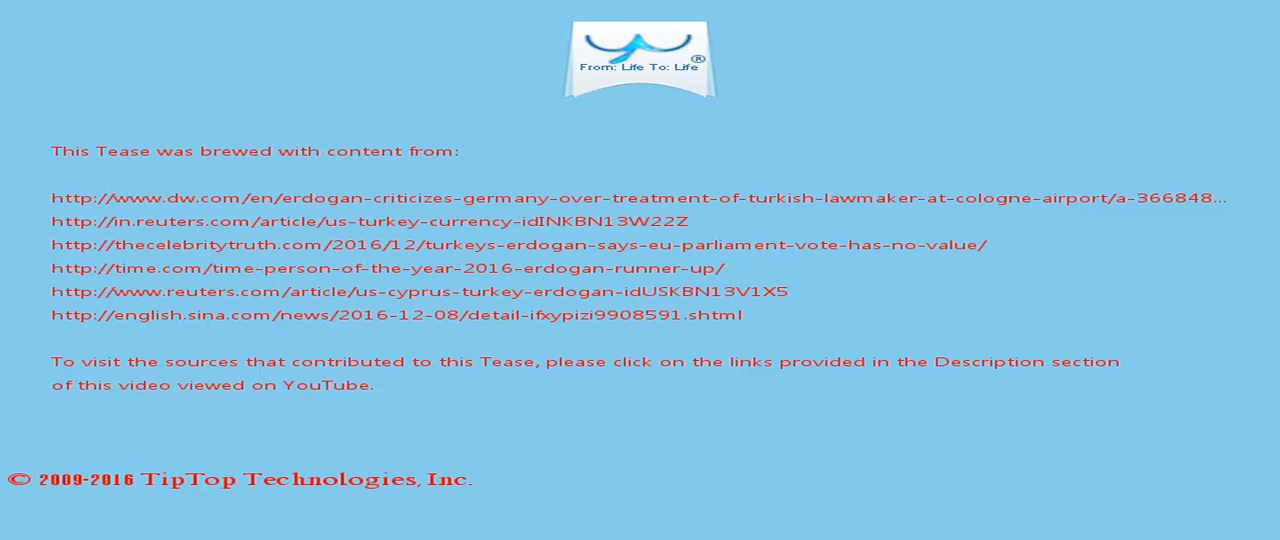 From: Life To: Life ®
This Tease was brewed with content from:
http://www.dw.com/en/erdogan-criticizes-germany-over-treatment-of-turkish-lawmaker-at-cologne-airport/a-366848...
http://in.reuters.com/article/us-turkey-currency-idINKBN13W22Z
http://thecelebritytruth.com/2016/12/turkeys-erdogan-says-eu-parliament-vote-has-no-value/
http://time.com/time-person-of-the-year-2016-erdogan-runner-up/
http://www.reuters.com/article/us-cyprus-turkey-erdogan-idUSKBN13V1X5
http://english.sina.com/news/2016-12-08/detail-ifxypizi9908591.shtml
To visit the sources that contributed to this Tease, please click on the links provided in the Description section
of this video viewed on YouTube.
© 2009-2016 TipTop Technologies, Inc.